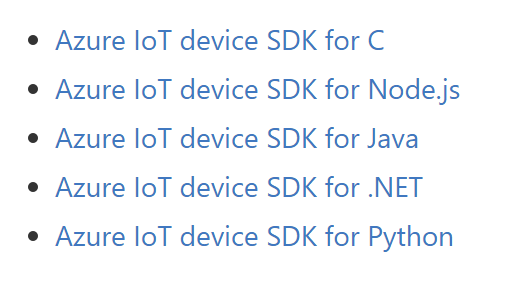 Azure IoT device SDK for C
Azure IoT device SDK for Node.js
Azure IoT device SDK for Java
Azure IoT device SDK for .NET
Azure IoT device SDK for Python